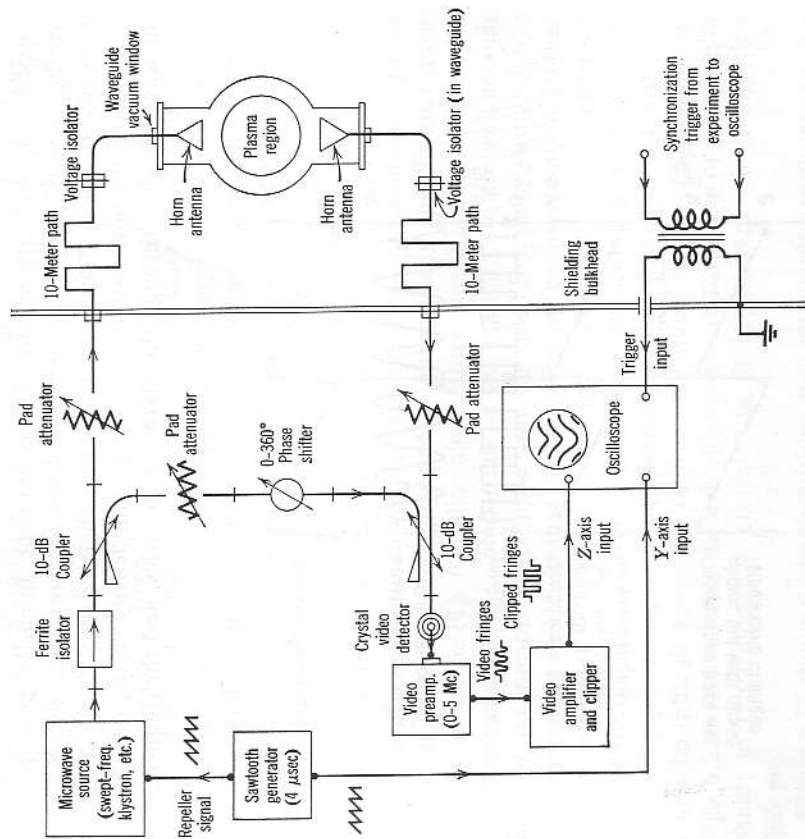 Microwave
source
(swept-freq.
klystron, etc.)
Ferrite
isolator
10-dB
Coupler
Pad
attenuator
10-Meter path
Voltage isolator
Waveguide
vacuum window
Horn
antenna
Plasma
region
Horn
antenna
Voltage isolator (in waveguide)
10-Meter path
Shielding
bulkhead
Pad
attenuator
0-360°
Phase
shifter
Pad attenuator
10-dB
Coupler
Crystal
video
detector
Repeller
signal
Sawtooth
generator
(4 μsec)
Video
preamp.
(0-5 Mc)
Video fringes
Clipped fringes
Video
amplifier
and clipper
Z-axis
input
Y-axis
input
Oscilloscope
Trigger
input
Synchronization
trigger from
experiment to
oscilloscope